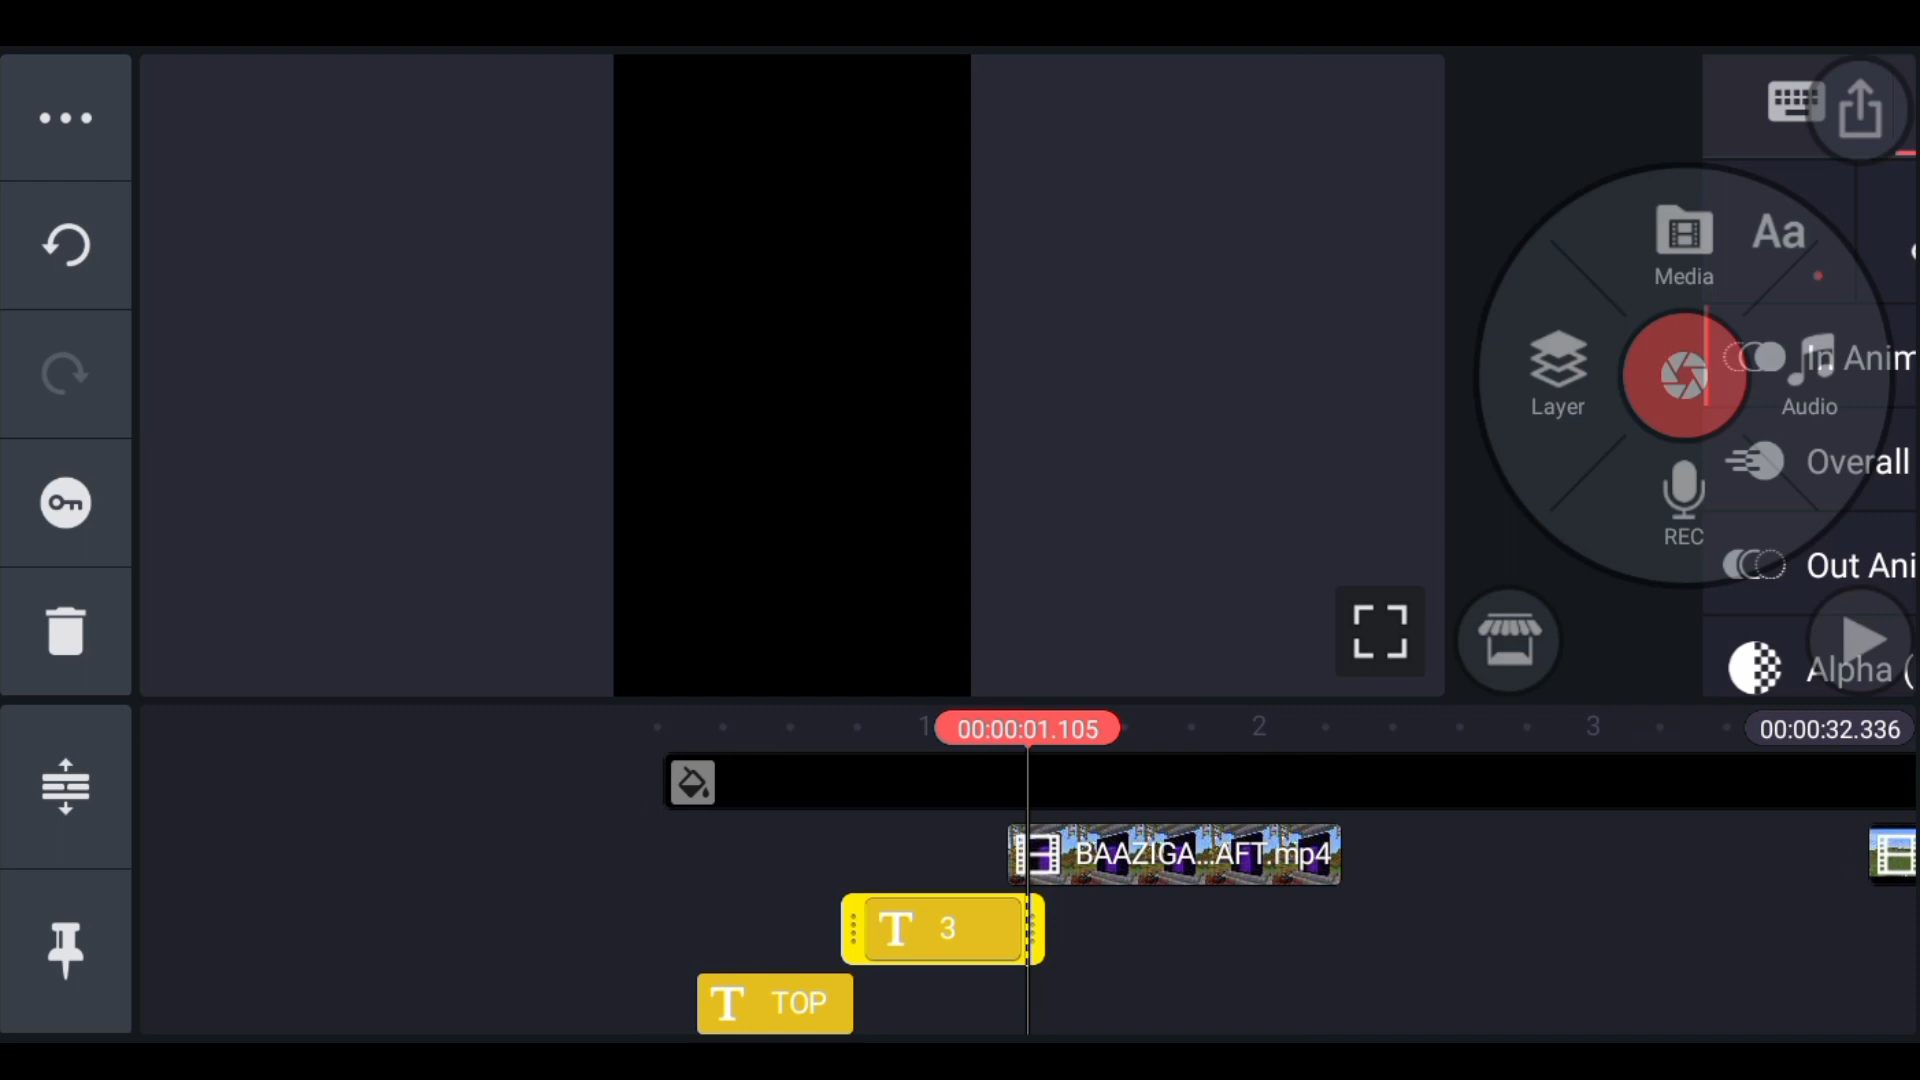 Aa
Media
In Anim
Layer
Audio
Overall
REC
Out Ani
Alpha (
1
00:00:01.105
2
3
00:00:32.336
BAAZIGA...AFT.mp4
T 3
T TOP